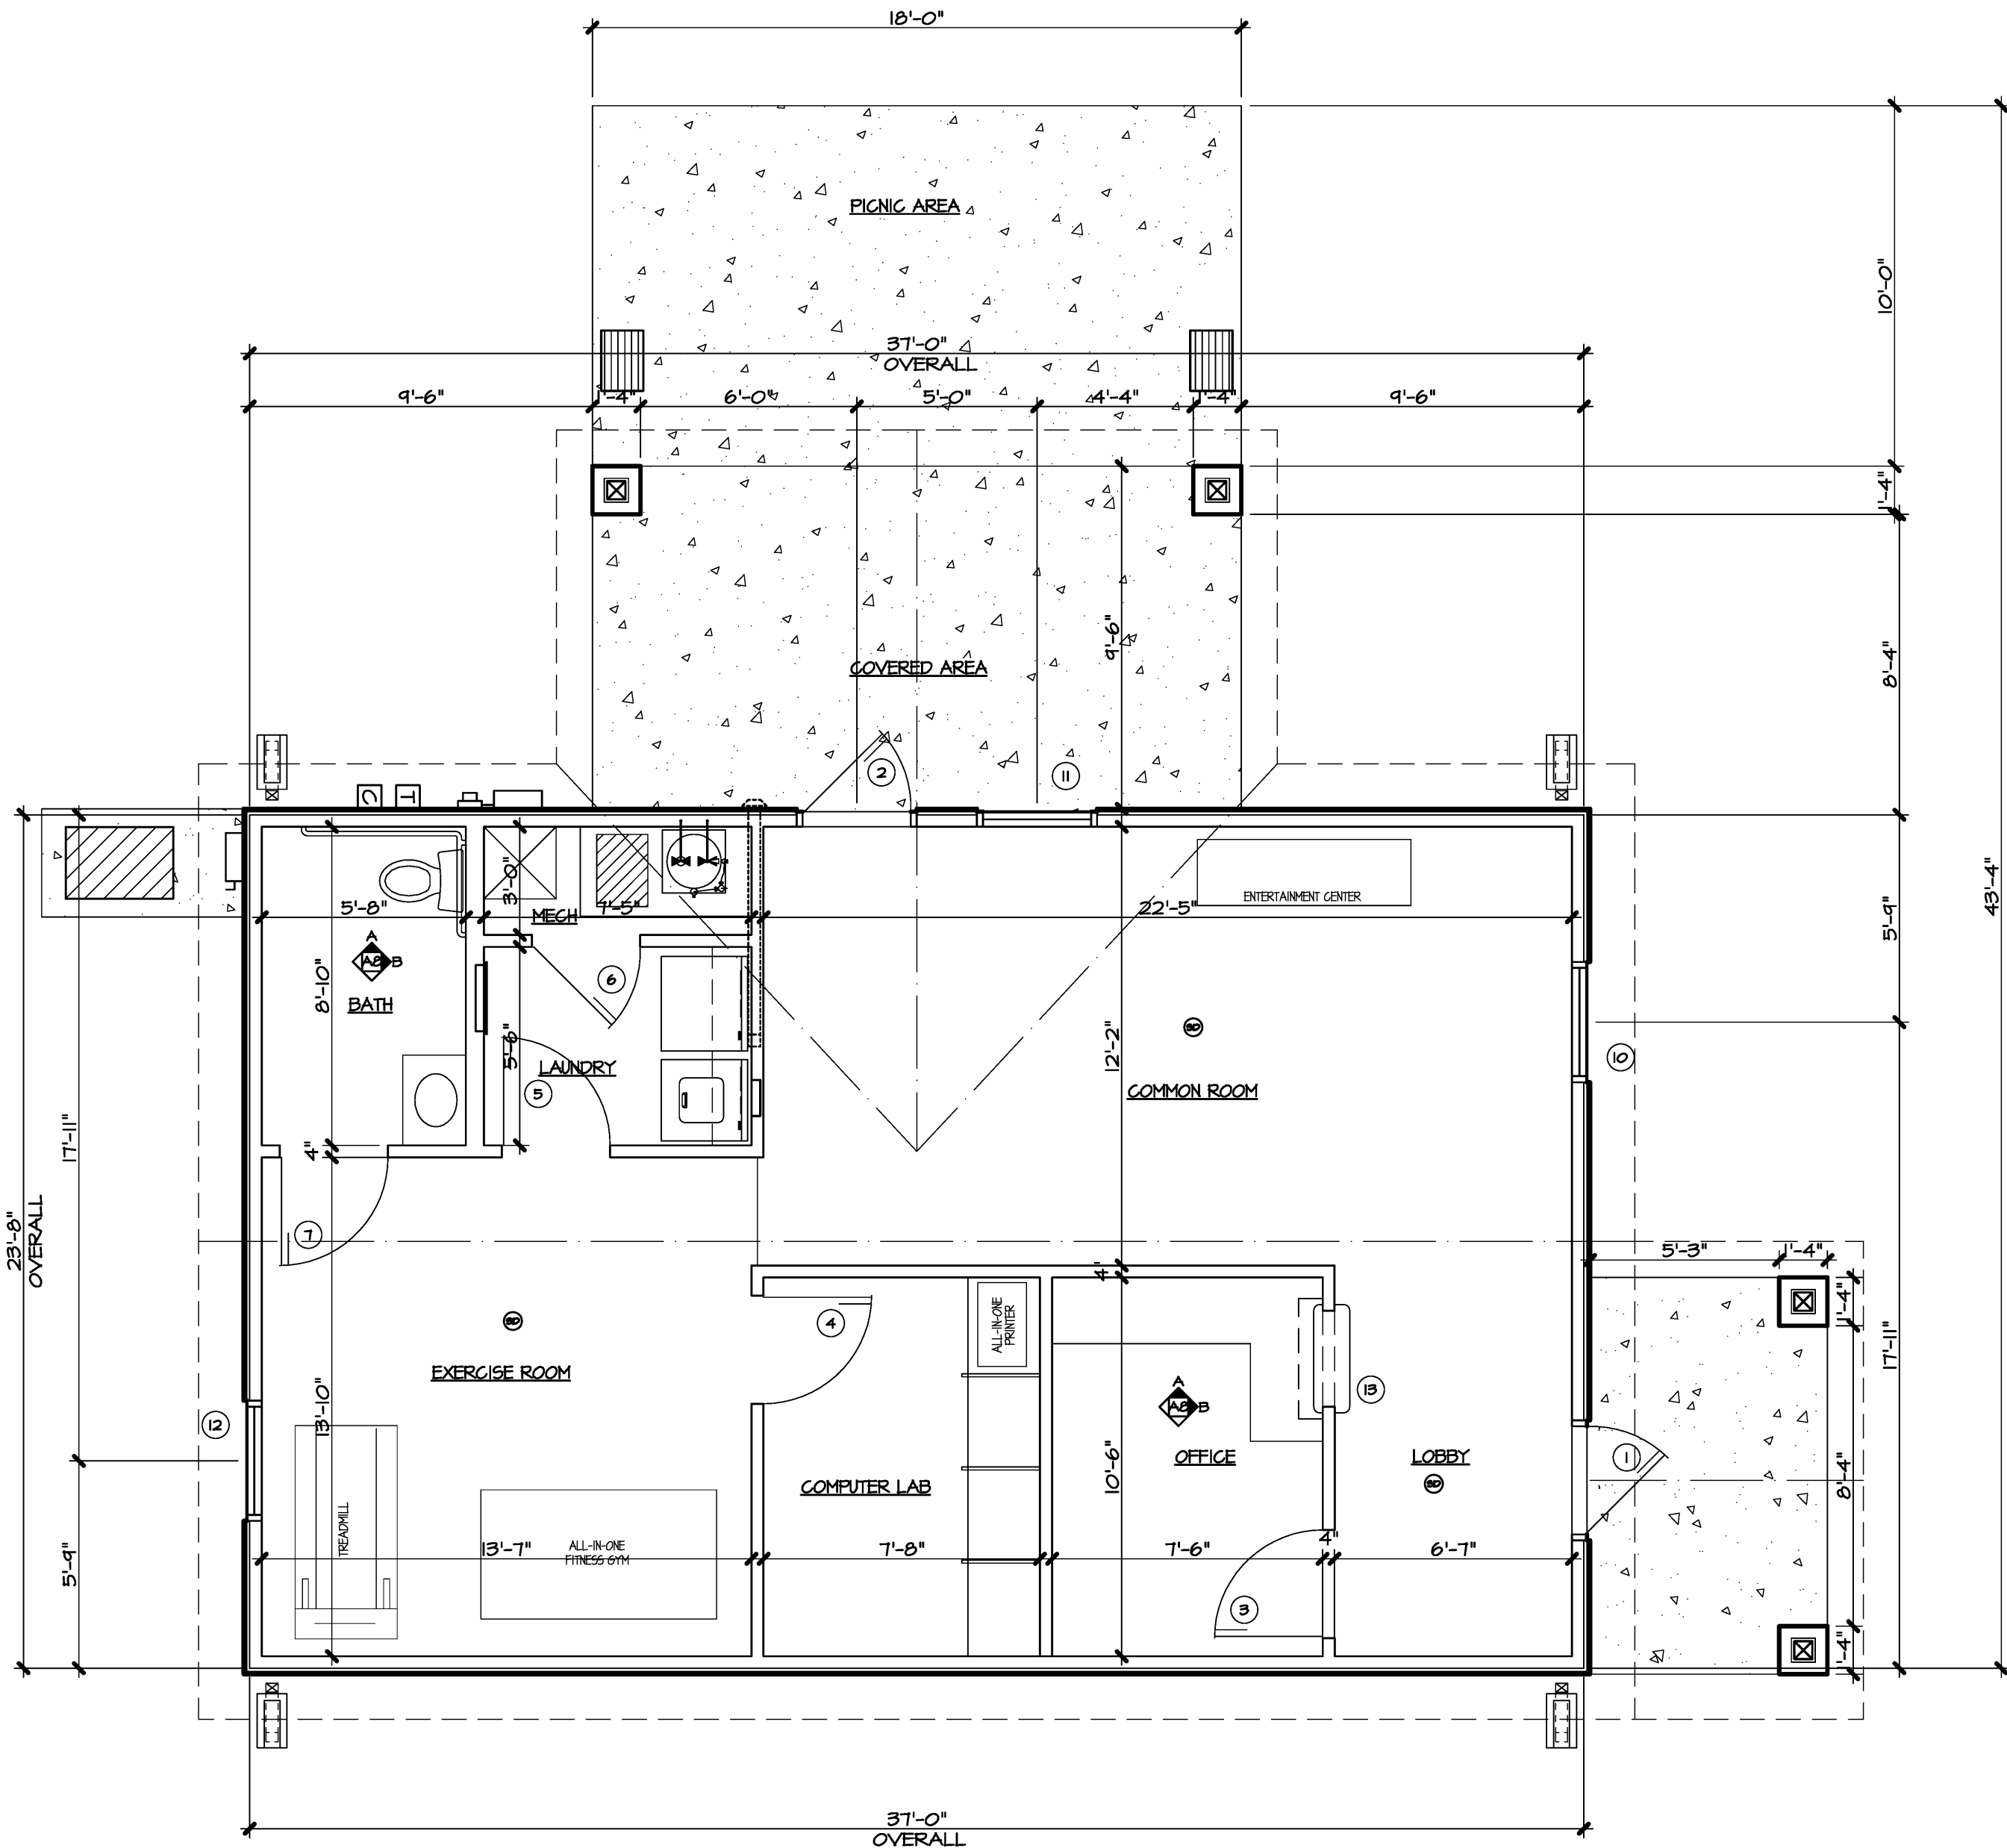 18'-0"
PICNIC AREA
10'-0"
37'-0"
OVERALL
9'-6"
1'-4"
6'-0"
5'-0"
4'-4"
1'-4"
9'-6"
1'-4"
43'-4"
9'-6"
8'-4"
COVERED AREA
2
11
C
T
ENTERTAINMENT CENTER
3'-0"
5'-8"
MECH
7'-5"
22'-5"
5'-9"
A
B
6
SD
8'-10"
BATH
5'-6"
LAUNDRY
12'-2"
10
5
COMMON ROOM
17'-11"
4"
23'-8"
OVERALL
7
5'-3"
1'-4"
4"
1'-4"
SD
4
ALL-IN-ONE
PRINTER
17'-11"
EXERCISE ROOM
A
13
B
13'-10"
12
OFFICE
LOBBY
1
10'-6"
SD
8'-4"
COMPUTER LAB
TREADMILL
5'-9"
13'-7"
ALL-IN-ONE
FITNESS GYM
7'-8"
7'-6"
4"
6'-7"
3
1'-4"
37'-0"
OVERALL